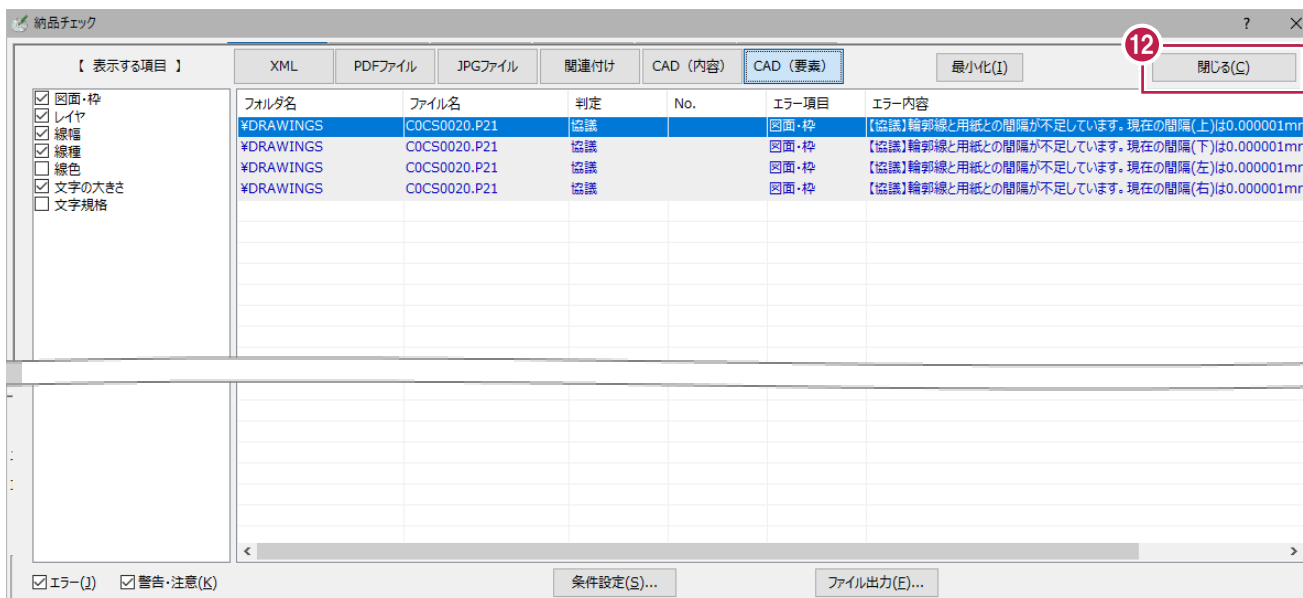 納品チェック
?
×
⑫
【 表示する項目 】
XML
PDFファイル
JPGファイル
関連付け
CAD (内容)
CAD (要素)
最小化(I)
閉じる(C)
図面・枠
レイヤ
線幅
線種
線色
文字の大きさ
文字規格
フォルダ名 ファイル名 判定 No. エラー項目 エラー内容
¥DRAWINGS C0CS0020.P21 協議 図面・枠 【協議】輪郭線と用紙との間隔が不足しています。現在の間隔(上)は0.000001mr
¥DRAWINGS C0CS0020.P21 協議 図面・枠 【協議】輪郭線と用紙との間隔が不足しています。現在の間隔(下)は0.000001mr
¥DRAWINGS C0CS0020.P21 協議 図面・枠 【協議】輪郭線と用紙との間隔が不足しています。現在の間隔(左)は0.000001mr
¥DRAWINGS C0CS0020.P21 協議 図面・枠 【協議】輪郭線と用紙との間隔が不足しています。現在の間隔(右)は0.000001mr
エラー(J)
警告・注意(K)
条件設定(S)...
ファイル出力(F)...